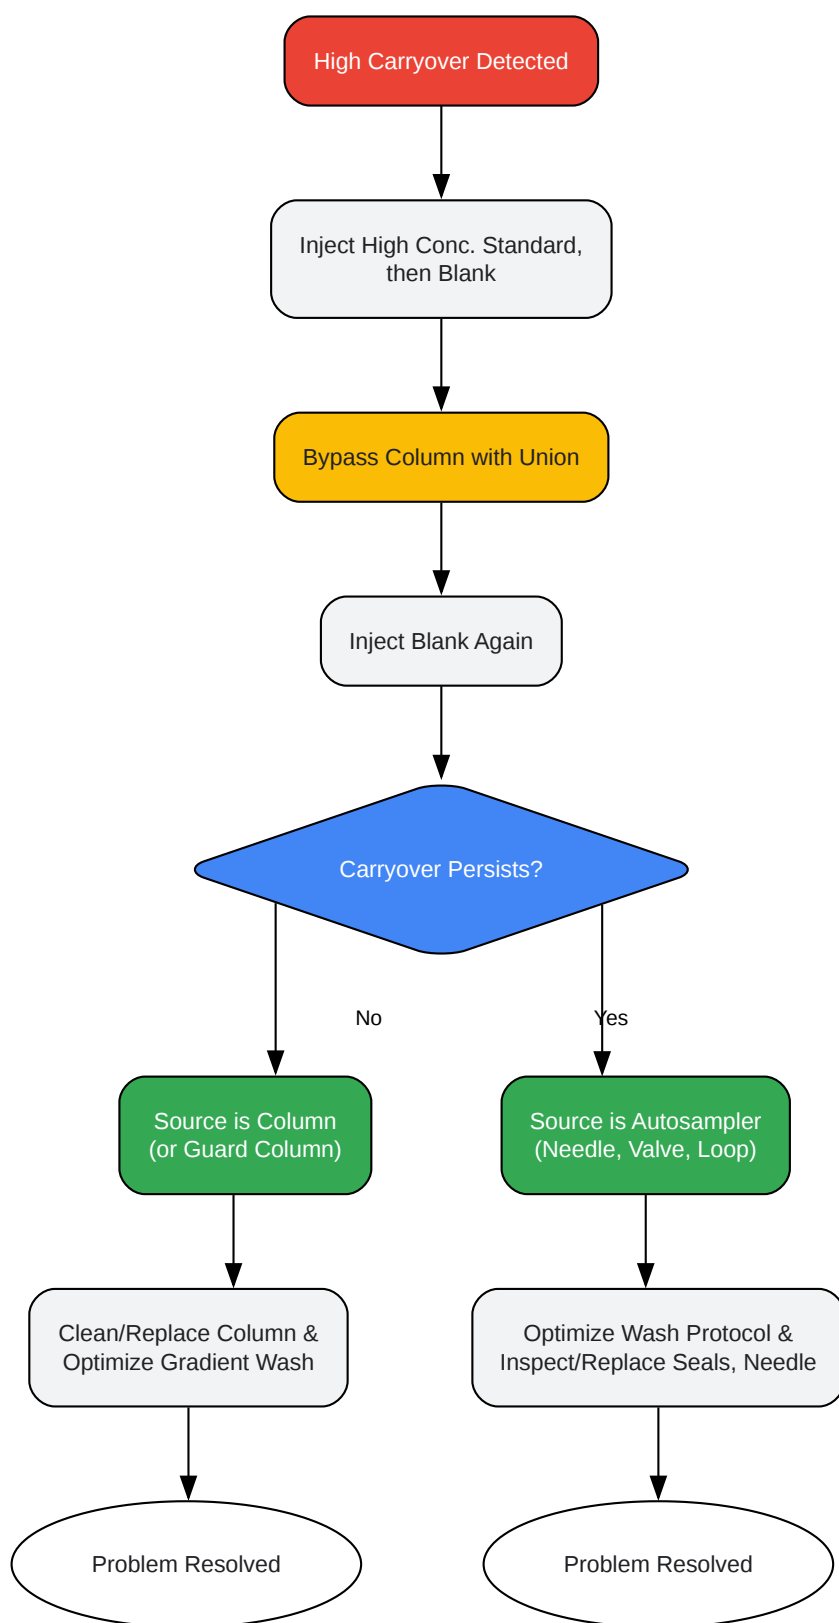 High Carryover Detected
Inject High Conc. Standard,
then Blank
Bypass Column with Union
Inject Blank Again
Carryover Persists?
No
Yes
Source is Column
(or Guard Column)
Source is Autosampler
(Needle, Valve, Loop)
Clean/Replace Column &
Optimize Gradient Wash
Optimize Wash Protocol &
Inspect/Replace Seals, Needle
Problem Resolved
Problem Resolved